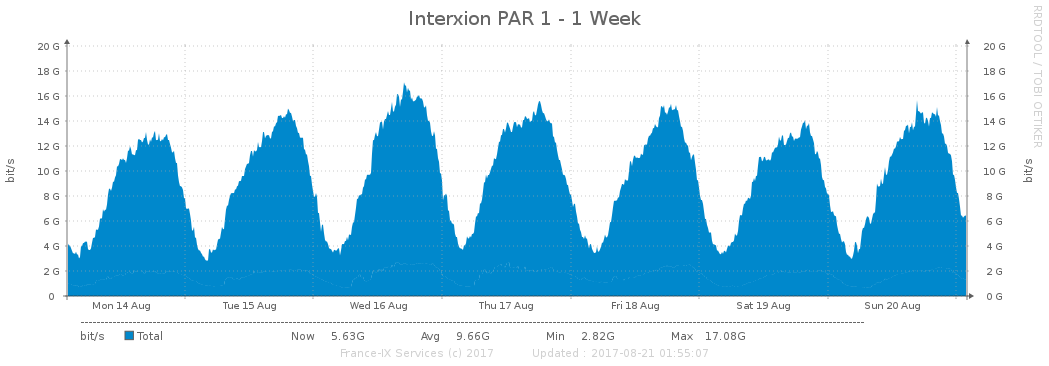 Interxion PAR 1 - 1 Week
RRDTOOL / TOBI OETIKER
20 G 20 G
18 G 18 G
16 G 16 G
14 G 14 G
12 G 12 G
10 G 10 G
8 G 8 G
6 G 6 G
4 G 4 G
2 G 2 G
0 0 G
bit/s bit/s
Mon 14 Aug Tue 15 Aug Wed 16 Aug Thu 17 Aug Fri 18 Aug Sat 19 Aug Sun 20 Aug
bit/s Total Now 5.63G Avg 9.66G Min 2.82G Max 17.08G
France-IX Services (c) 2017 Updated : 2017-08-21 01:55:07